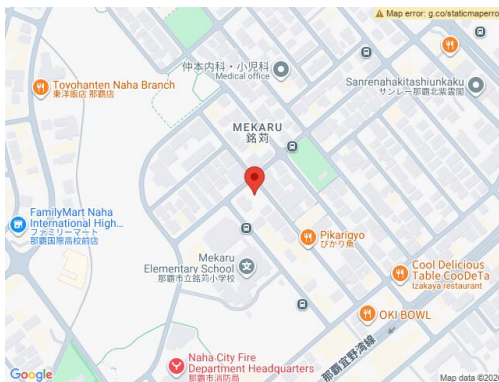 Map error: g.co/staticmaperro
仲本内科・小児科
Medical office
Toyohanten Naha Branch
東洋飯店 那覇店
Sanrenahakitashiunkaku
サンレー那覇北紫雲閣
MEKARU
銘苅
FamilyMart Naha
International High...
ファミリーマート
那覇国際高校前店
Pikarigyo
ぴかり魚
Mekaru
Elementary School
那覇市立銘苅小学校
Cool Delicious
Table CooDeTa
Izakaya restaurant
OKI BOWL
那覇宜野湾線
Naha City Fire
Department Headquarters
那覇市消防局
Google
Map data ©202